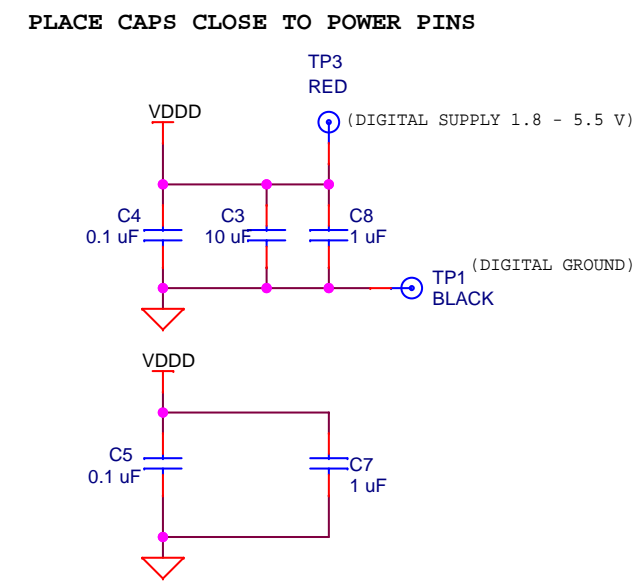 PLACE CAPS CLOSE TO POWER PINS
TP3
RED
VDDD
(DIGITAL SUPPLY 1.8 - 5.5 V)
C4
0.1 uF
C3
10 uF
C8
1 uF
(DIGITAL GROUND)
TP1
BLACK
VDDD
C5
0.1 uF
C7
1 uF